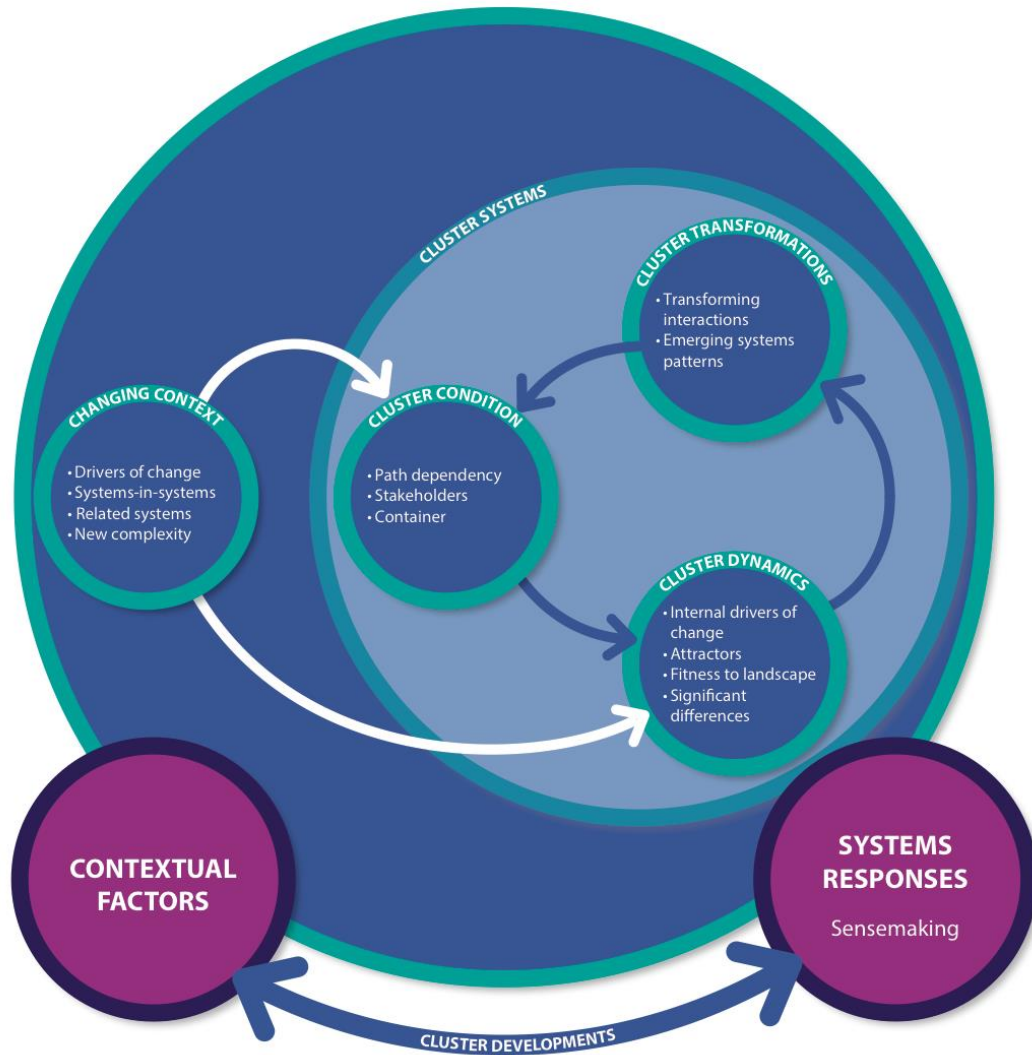 CLUSTER SYSTEMS
CLUSTER TRANSFORMATIONS
• Transforming
interactions
• Emerging systems
patterns
CHANGING CONTEXT
• Drivers of change
• Systems-in-systems
• Related systems
• New complexity
CLUSTER CONDITION
• Path dependency
• Stakeholders
• Container
CLUSTER DYNAMICS
• Internal drivers of
change
• Attractors
• Fitness to landscape
• Significant
differences
CONTEXTUAL
FACTORS
SYSTEMS
RESPONSES
Sensemaking
CLUSTER DEVELOPMENTS